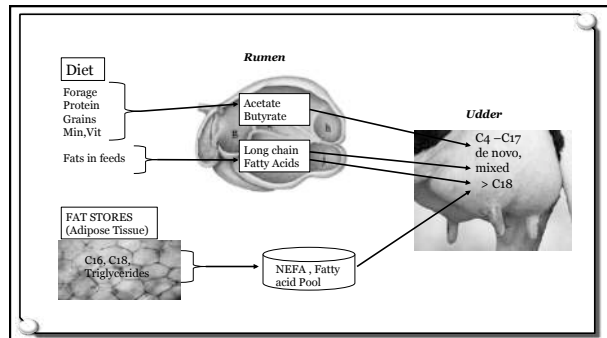 Rumen
Diet
Forage
Protein
Grains
Min,Vit
Acetate
Butyrate
g
h
Udder
C4 –C17
de novo,
mixed
> C18
Fats in feeds
Long chain
Fatty Acids
FAT STORES
(Adipose Tissue)
C16, C18,
Triglycerides
NEFA , Fatty
acid Pool